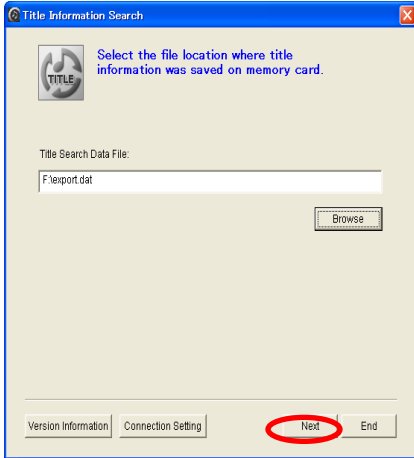 Title Information Search
TITLE
Select the file location where title
information was saved on memory card.
Title Search Data File:
F:\export.dat
Browse
Version Information
Connection Setting
Next
End